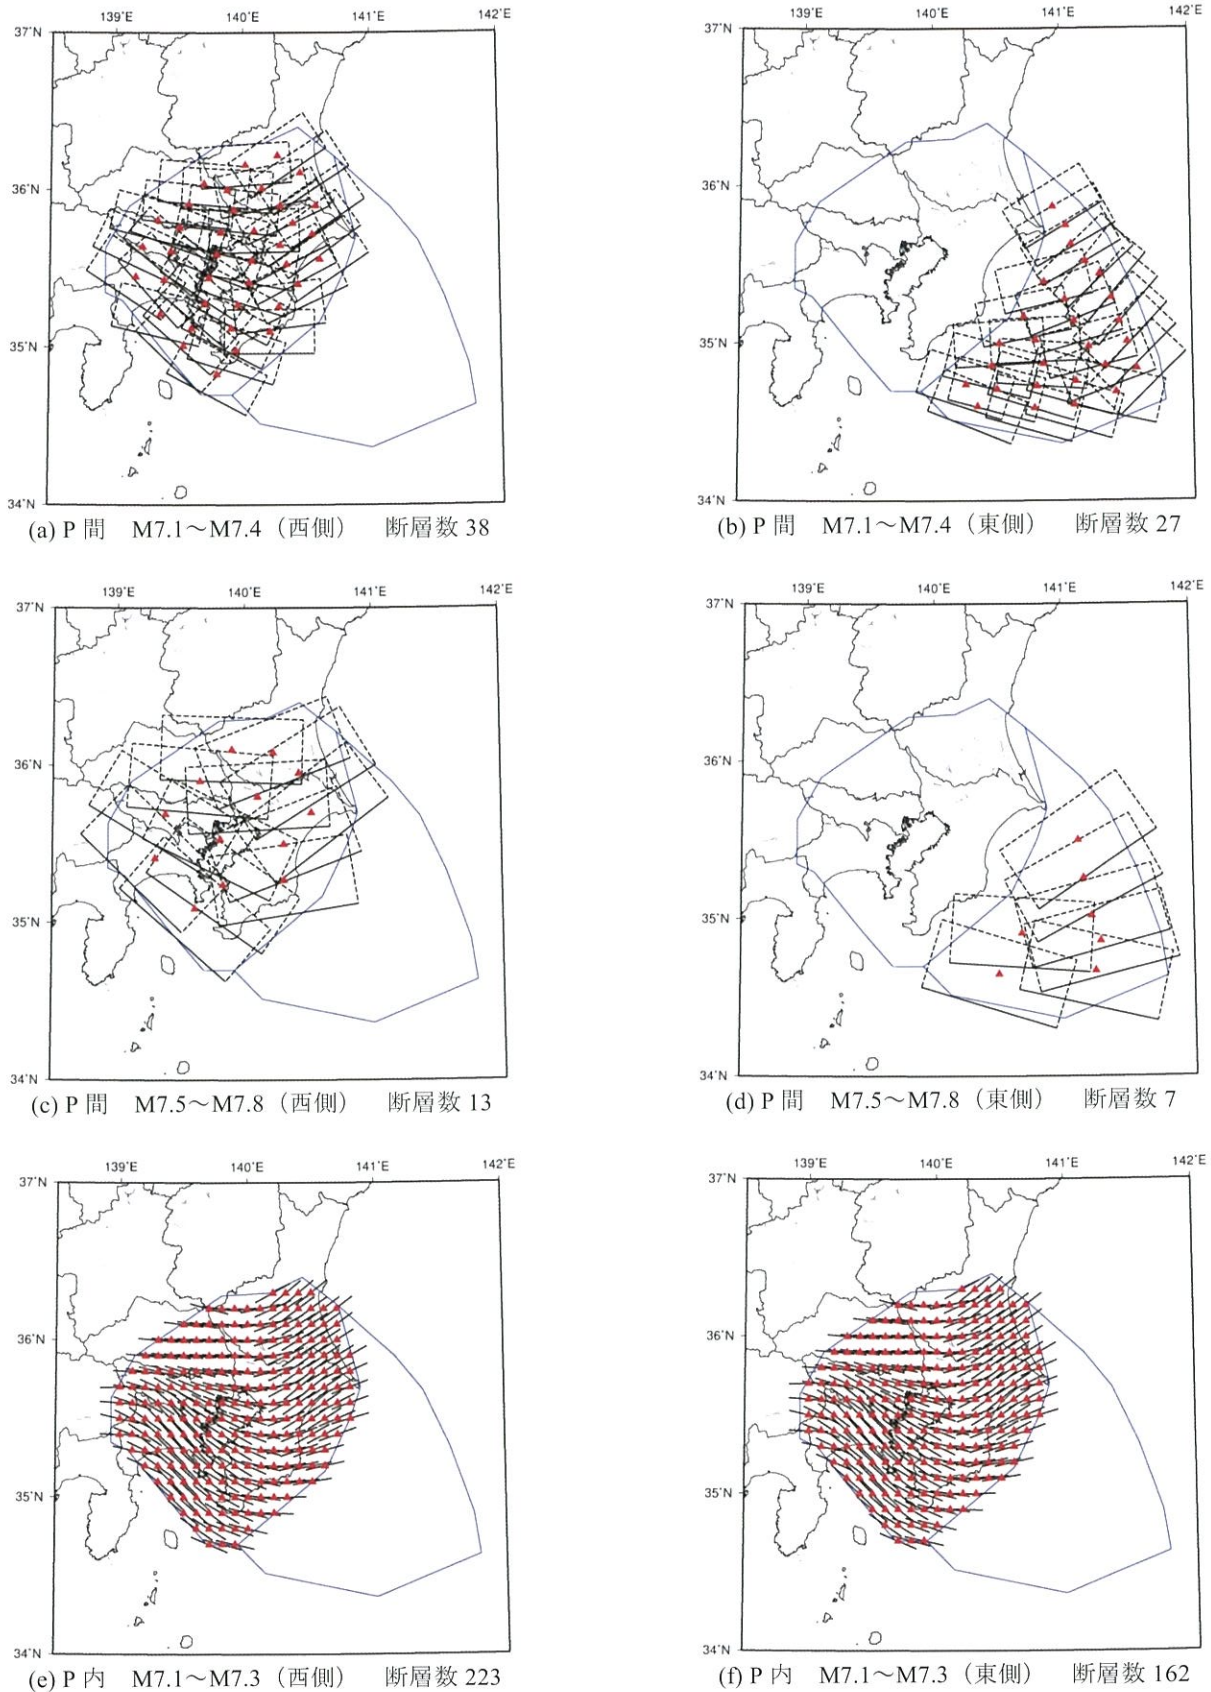 139°E 140°E 141°E 142°E
37°N
36°N
35°N
34°N
(a) P 間 M7.1～M7.4（西側） 断層数 38
139°E 140°E 141°E 142°E
37°N
36°N
35°N
34°N
(b) P 間 M7.1～M7.4（東側） 断層数 27
139°E 140°E 141°E 142°E
37°N
36°N
35°N
34°N
(c) P 間 M7.5～M7.8（西側） 断層数 13
139°E 140°E 141°E 142°E
37°N
36°N
35°N
34°N
(d) P 間 M7.5～M7.8（東側） 断層数 7
139°E 140°E 141°E 142°E
37°N
36°N
35°N
34°N
(e) P 内 M7.1～M7.3（西側） 断層数 223
139°E 140°E 141°E 142°E
37°N
36°N
35°N
34°N
(f) P 内 M7.1～M7.3（東側） 断層数 162